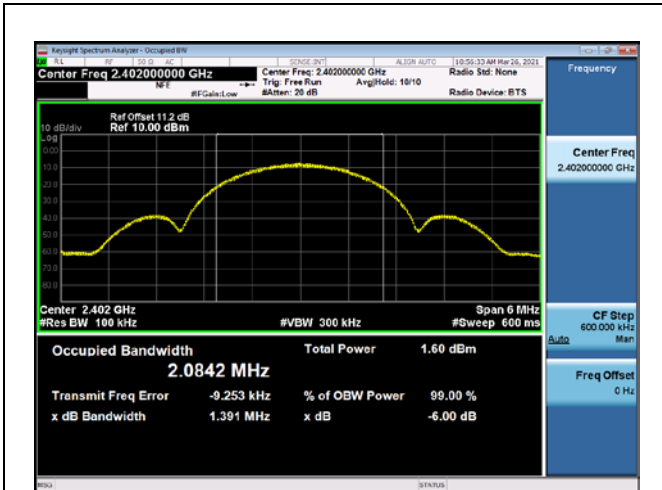 Keysight Spectrum Analyzer - Occupied BW
RL RF 50 Ω AC SENSE:INT ALIGN AUTO 10:56:33 AM Mar 26, 2021
Center Freq 2.402000000 GHz Center Freq: 2.402000000 GHz Radio Std: None Frequency
NFE Trig: Free Run Avg|Hold: 10/10
#IFGain:Low #Atten: 20 dB Radio Device: BTS
Ref Offset 11.2 dB
10 dB/div Ref 10.00 dBm
Log
0.00
10.0
20.0
30.0
40.0
50.0
60.0
70.0
80.0
Center 2.402 GHz Span 6 MHz
#Res BW 100 kHz #VBW 300 kHz #Sweep 600 ms
Occupied Bandwidth Total Power 1.60 dBm
2.0842 MHz
Transmit Freq Error -9.253 kHz % of OBW Power 99.00 %
x dB Bandwidth 1.391 MHz x dB -6.00 dB
Center Freq
2.402000000 GHz
CF Step
600.000 kHz
Auto Man
Freq Offset
0 Hz
MSG STATUS